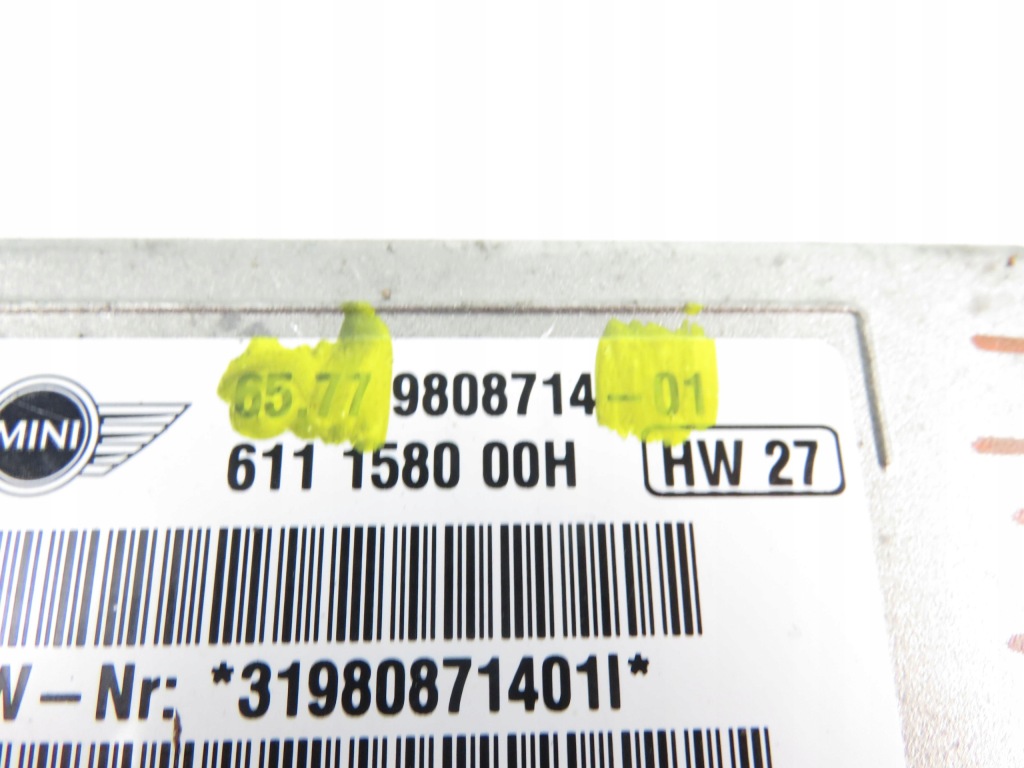 MINI
65.77 9808714-01
611 1580 00H HW 27
W-Nr: *31980871401I*